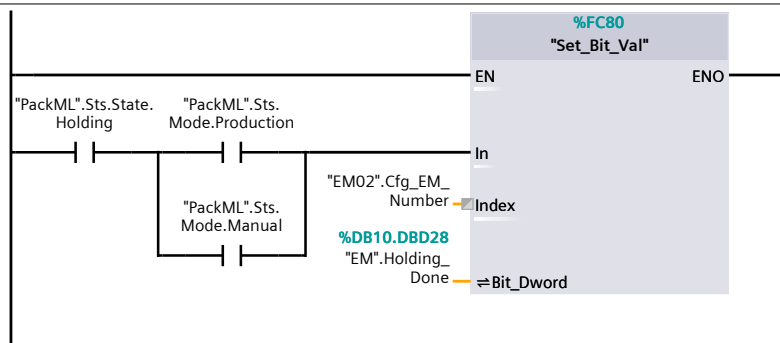 %FC80
"Set_Bit_Val"
EN
ENO
"PackML".Sts.State.
Holding
"PackML".Sts.
Mode.Production
In
"EM02".Cfg_EM_
Number
Index
"PackML".Sts.
Mode.Manual
%DB10.DBD28
"EM".Holding_
Done
⇌Bit_Dword